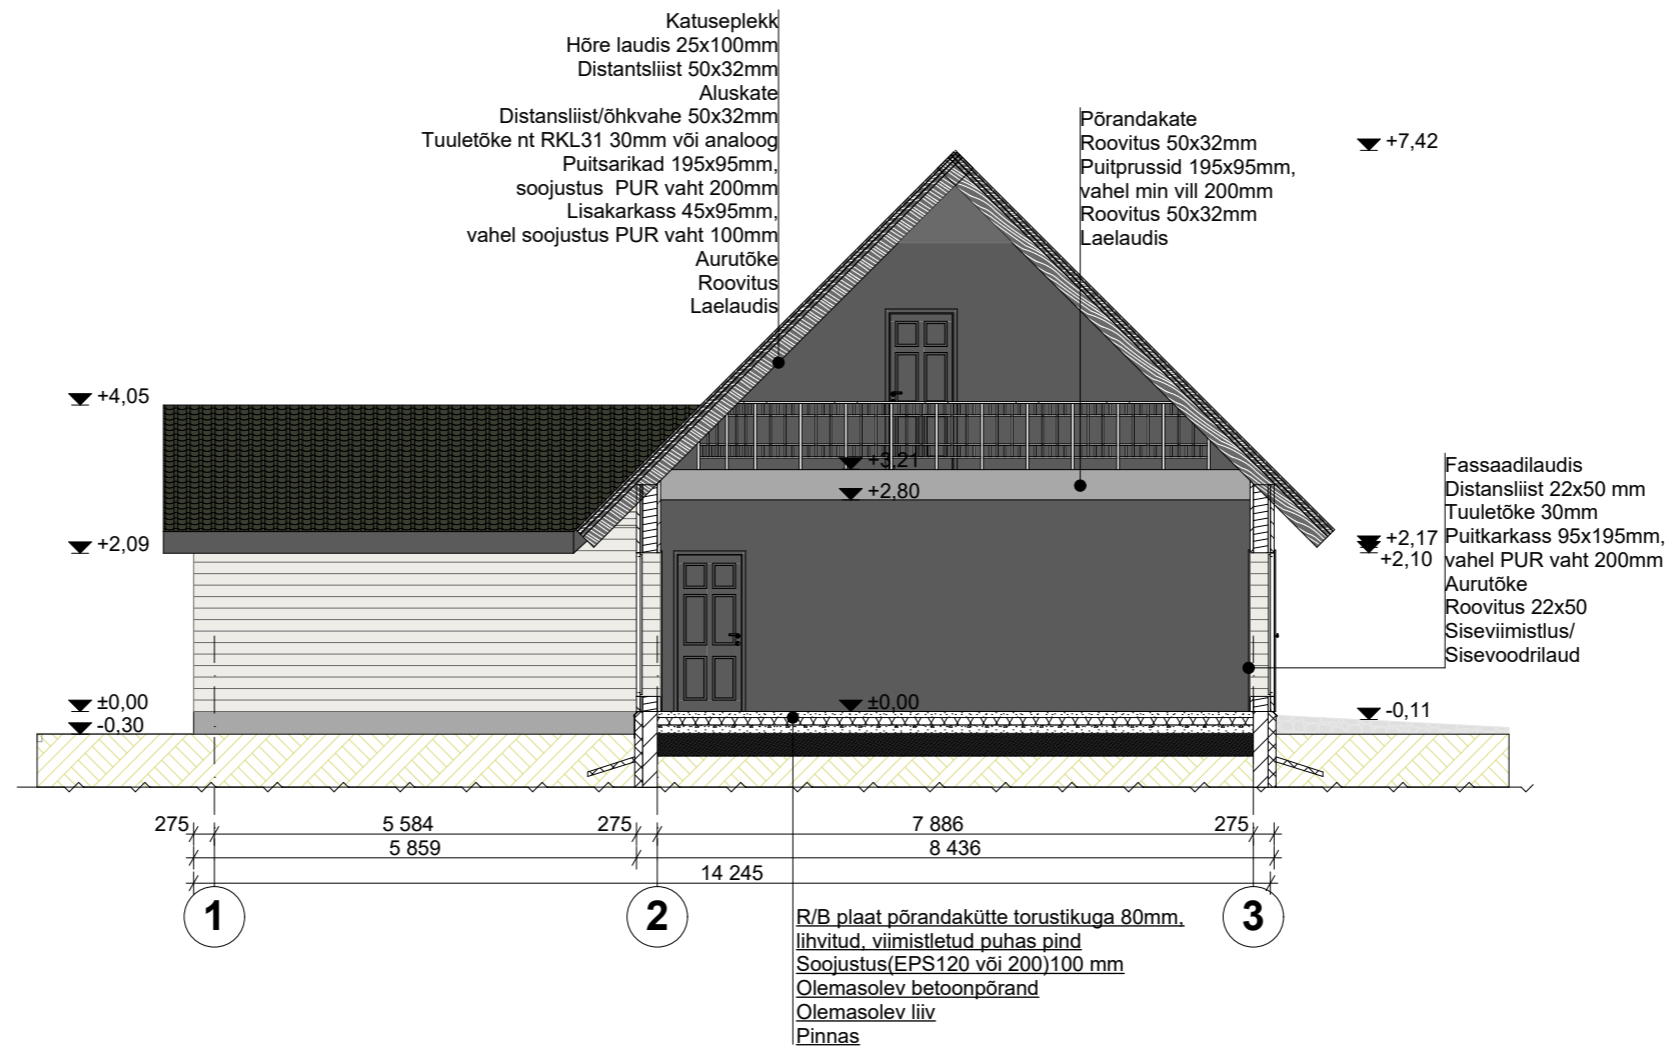 Katuseplekk
Hõre laudis 25x100mm
Distantsliist 50x32mm
Aluskate
Distansliist/õhkvahe 50x32mm
Tuuletõke nt RKL31 30mm või analoog
Puitsarikad 195x95mm,
soojustus PUR vaht 200mm
Lisakarkass 45x95mm,
vahel soojustus PUR vaht 100mm
Aurutõke
Roovitus
Laelaudis
Põrandakate
Roovitus 50x32mm
Puitprussid 195x95mm,
vahel min vill 200mm
Roovitus 50x32mm
Laelaudis
+7,42
+4,05
+3,21
+2,80
Fassaadilaudis
Distansliist 22x50 mm
Tuuletõke 30mm
Puitkarkass 95x195mm,
vahel PUR vaht 200mm
Aurutõke
Roovitus 22x50
Siseviimistlus/
Sisevoodrilaud
+2,09
+2,17
+2,10
±0,00
-0,30
±0,00
-0,11
275 5 584 275 7 886 275
5 859 8 436
14 245
1 2 3
R/B plaat põrandakütte torustikuga 80mm,
lihvitud, viimistletud puhas pind
Soojustus(EPS120 või 200)100 mm
Olemasolev betoonpõrand
Olemasolev liiv
Pinnas